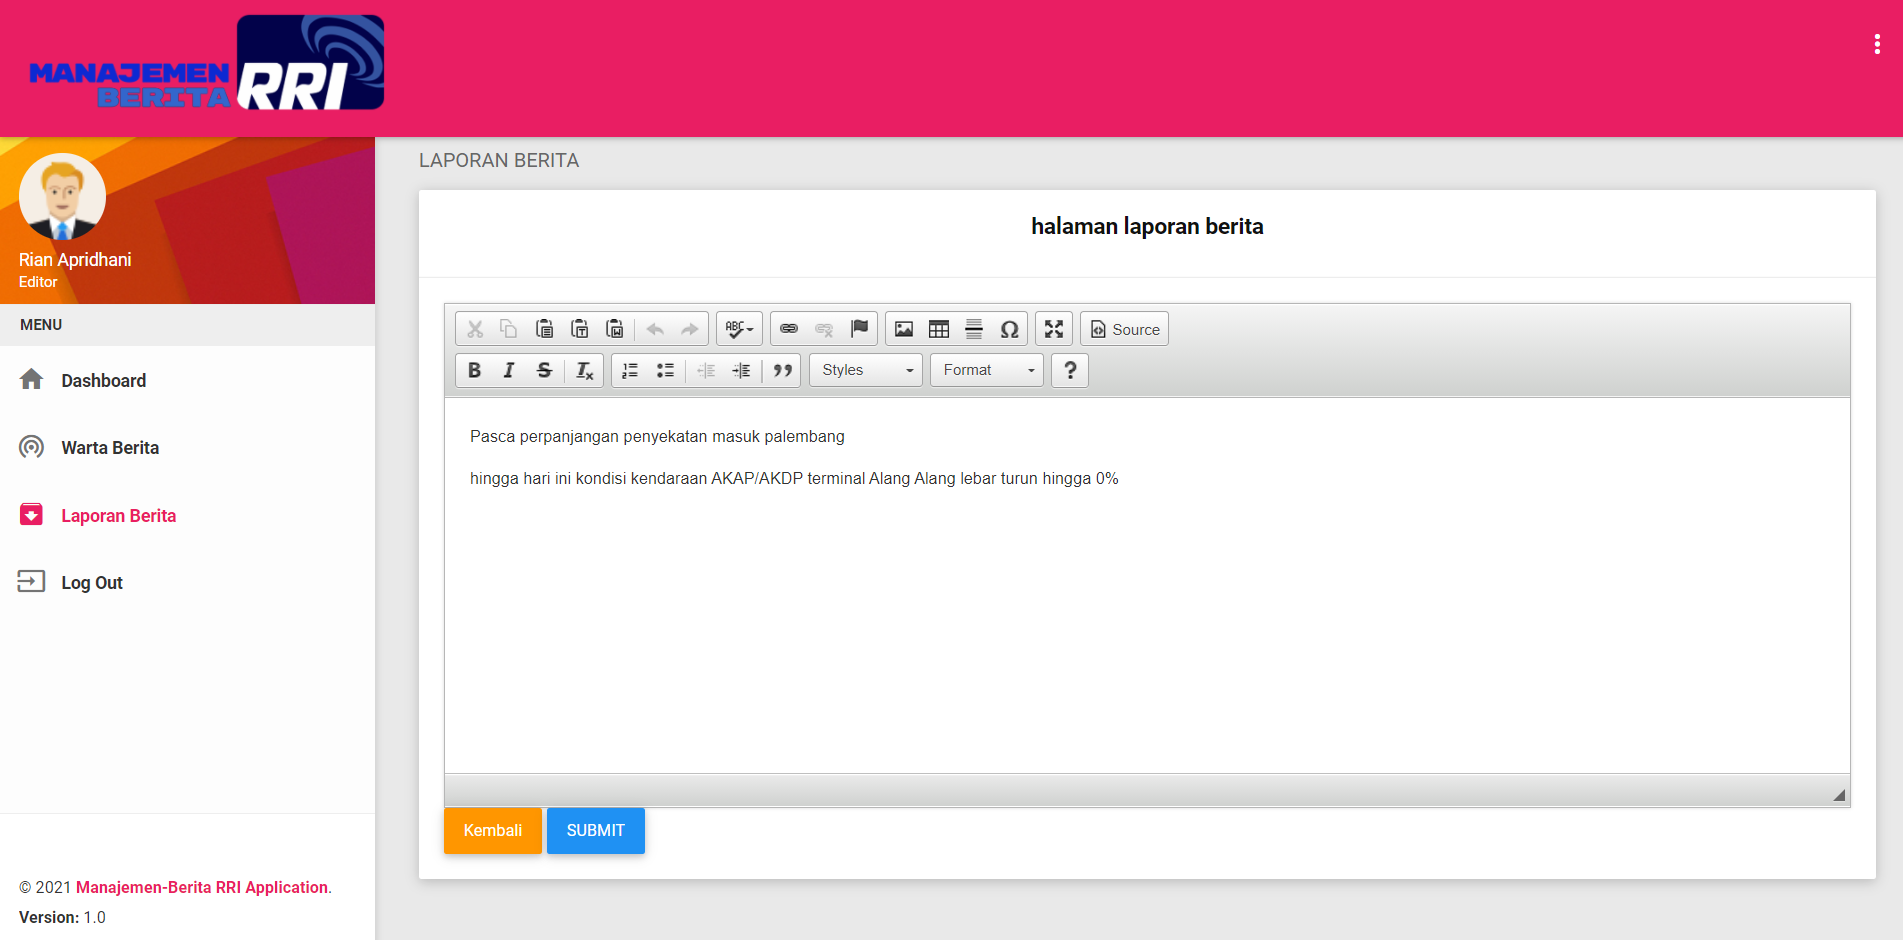 MANAJEMEN
BERITA
RRI
Rian Apridhani
Editor
MENU
Dashboard
Warta Berita
Laporan Berita
Log Out
© 2021 Manajemen-Berita RRI Application.
Version: 1.0
LAPORAN BERITA
halaman laporan berita
ABC
Source
B I S Tx
Styles
Format
?
Pasca perpanjangan penyekatan masuk palembang
hingga hari ini kondisi kendaraan AKAP/AKDP terminal Alang Alang lebar turun hingga 0%
Kembali
SUBMIT